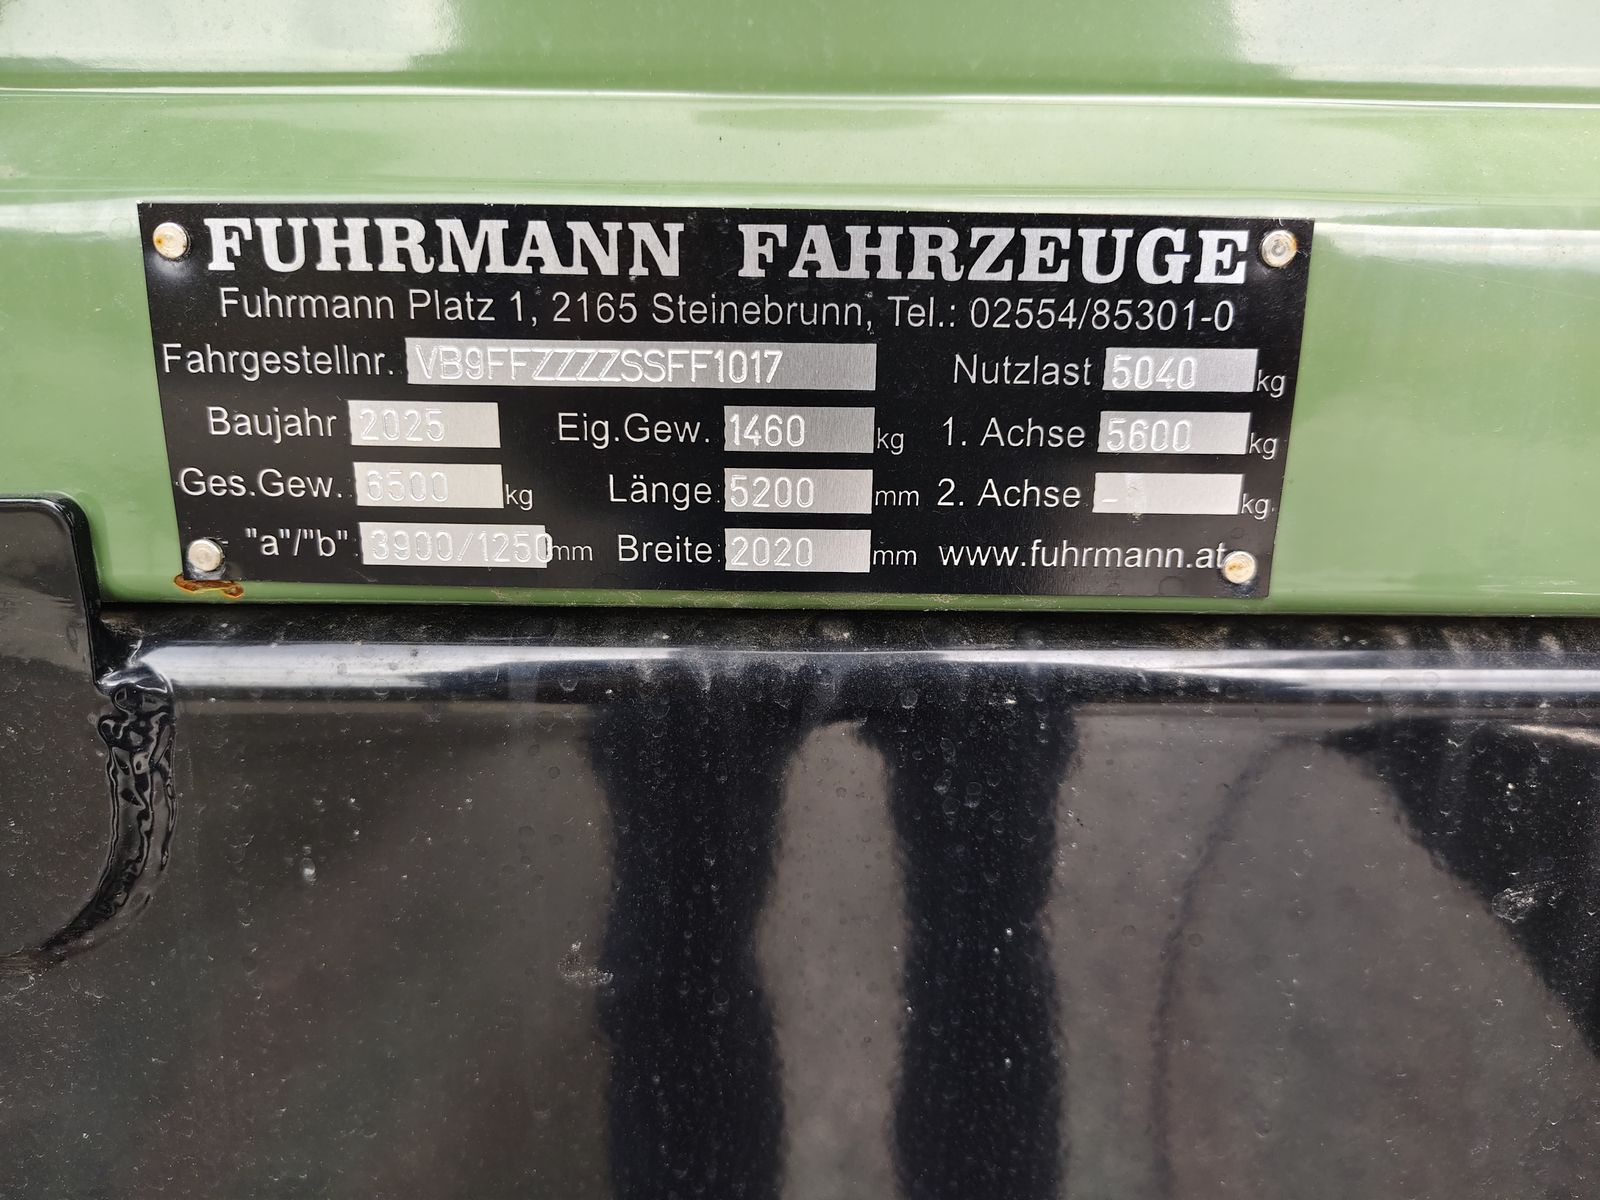 FUHRMANN FAHRZEUGE
Fuhrmann Platz 1, 2165 Steinebrunn, Tel.: 02554/85301-0
Fahrgestellnr. VB9FFZZZZSSFF1017 Nutzlast 5040 kg
Baujahr 2025 Eig.Gew. 1460 kg 1. Achse 5600 kg
Ges.Gew. 6500 kg Länge 5200 mm 2. Achse - kg
"a"/"b" 3900/1250 mm Breite 2020 mm www.fuhrmann.at